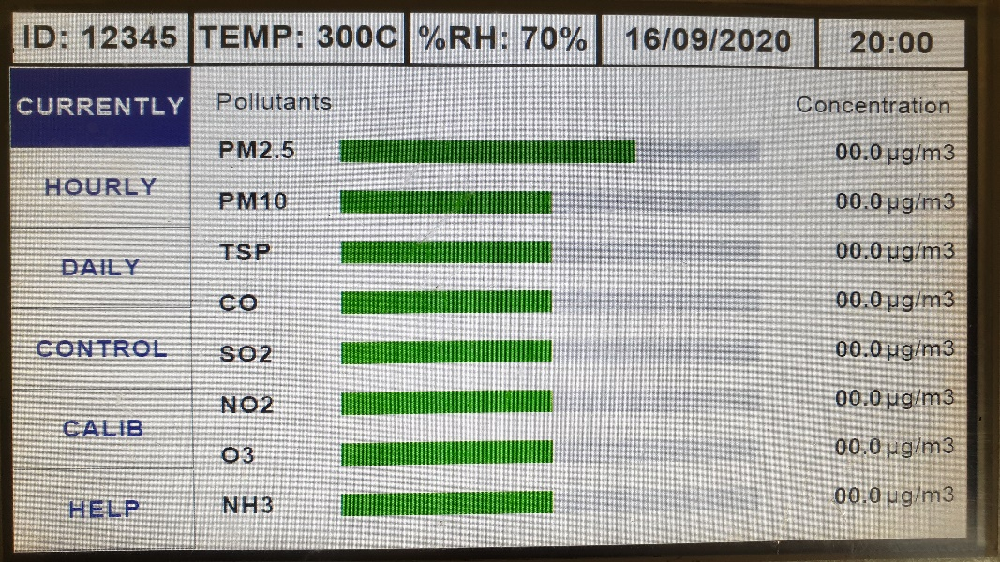 ID: 12345 TEMP: 300C %RH: 70% 16/09/2020 20:00
CURRENTLY
HOURLY
DAILY
CONTROL
CALIB
HELP
Pollutants Concentration
PM2.5 00.0 µg/m3
PM10 00.0 µg/m3
TSP 00.0 µg/m3
CO 00.0 µg/m3
SO2 00.0 µg/m3
NO2 00.0 µg/m3
O3 00.0 µg/m3
NH3 00.0 µg/m3